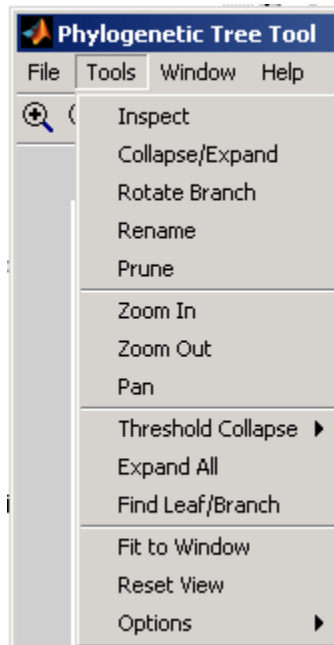 Phylogenetic Tree Tool
File Tools Window Help
Inspect
Collapse/Expand
Rotate Branch
Rename
Prune
Zoom In
Zoom Out
Pan
Threshold Collapse
Expand All
Find Leaf/Branch
Fit to Window
Reset View
Options